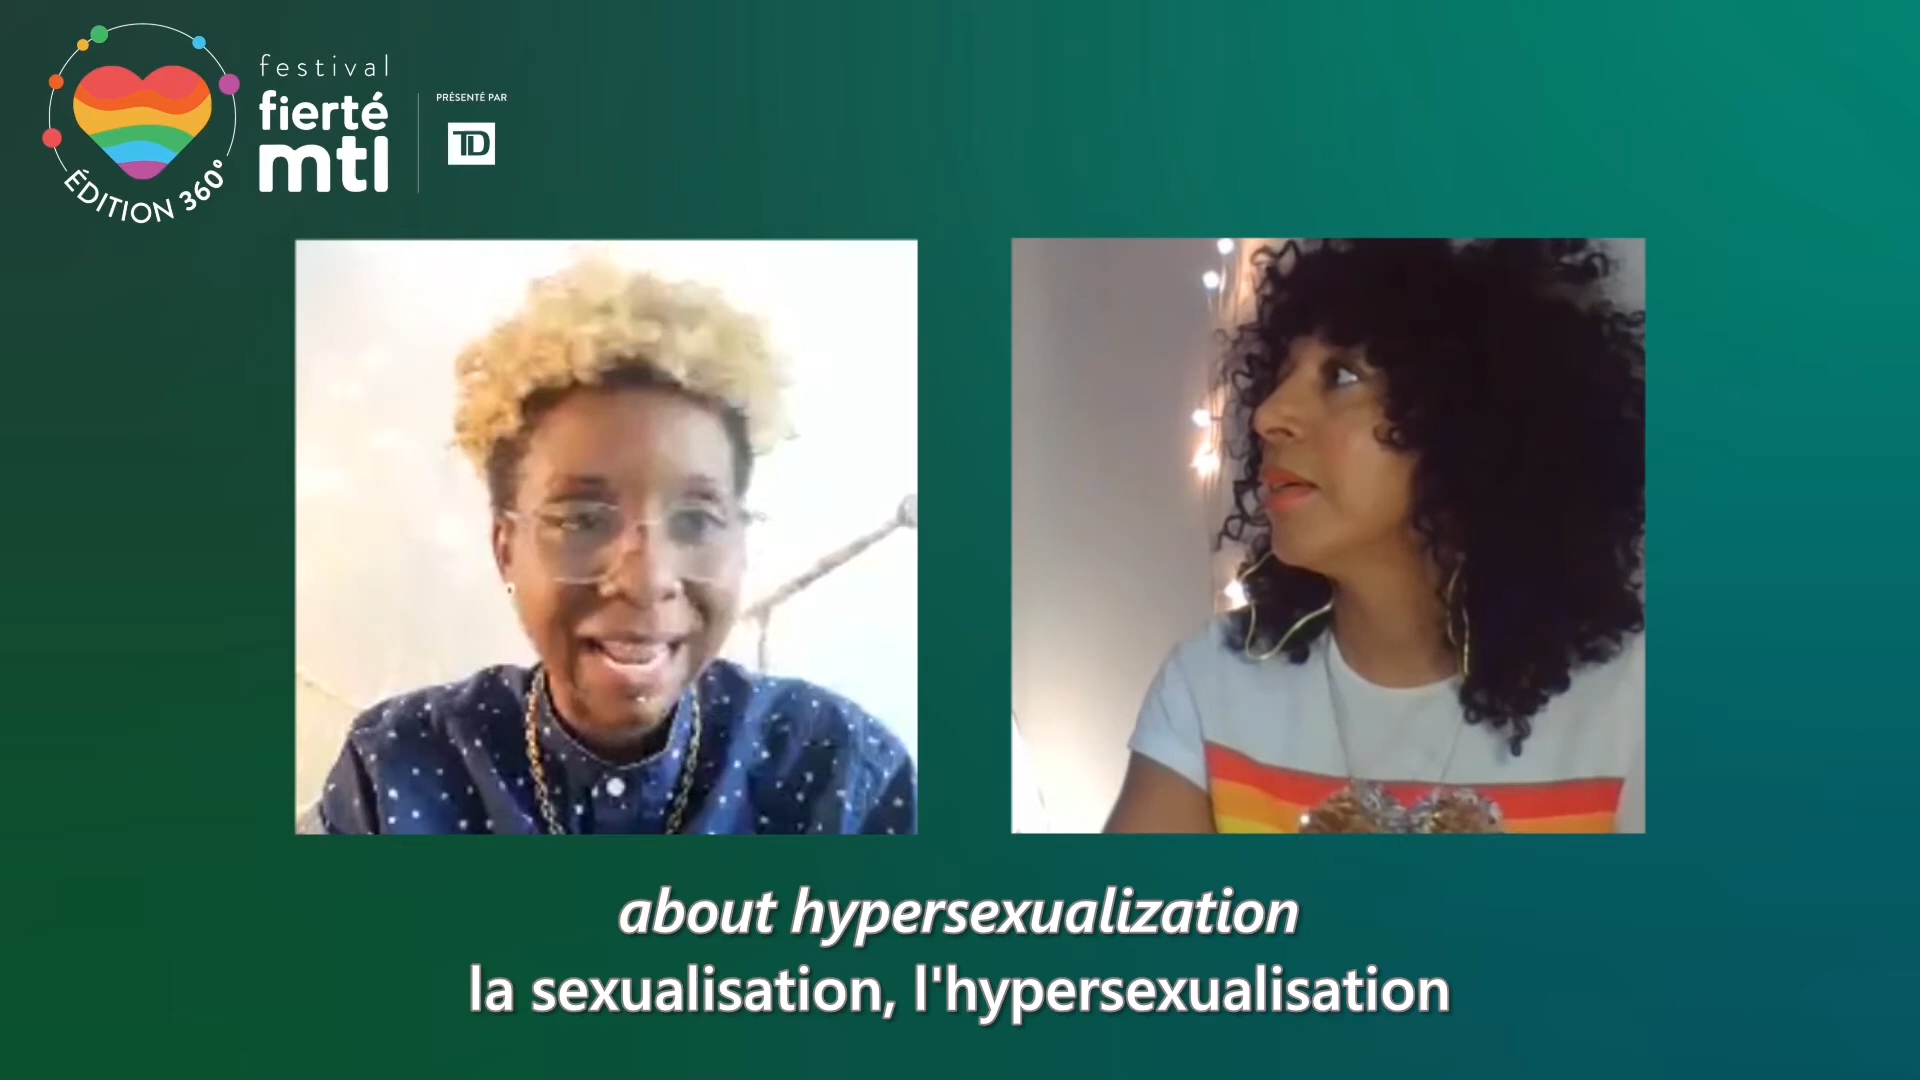 festival
fierté
mtl
ÉDITION 360°
PRÉSENTÉ PAR
TD
about hypersexualization
la sexualisation, l'hypersexualisation